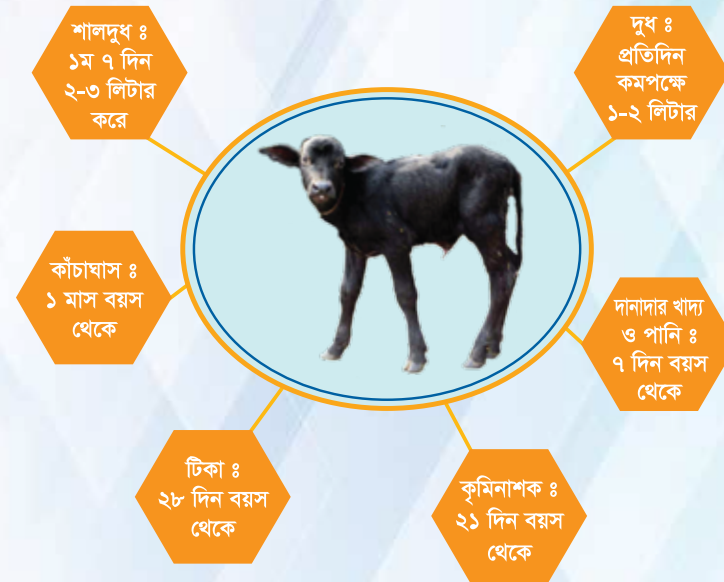 শালদুধ ঃ
১ম ৭ দিন
২-৩ লিটার
করে
দুধ ঃ
প্রতিদিন
কমপক্ষে
১-২ লিটার
কাঁচাঘাস ঃ
১ মাস বয়স
থেকে
দানাদার খাদ্য
ও পানি ঃ
৭ দিন বয়স
থেকে
টিকা ঃ
২৮ দিন বয়স
থেকে
কৃমিনাশক ঃ
২১ দিন বয়স
থেকে